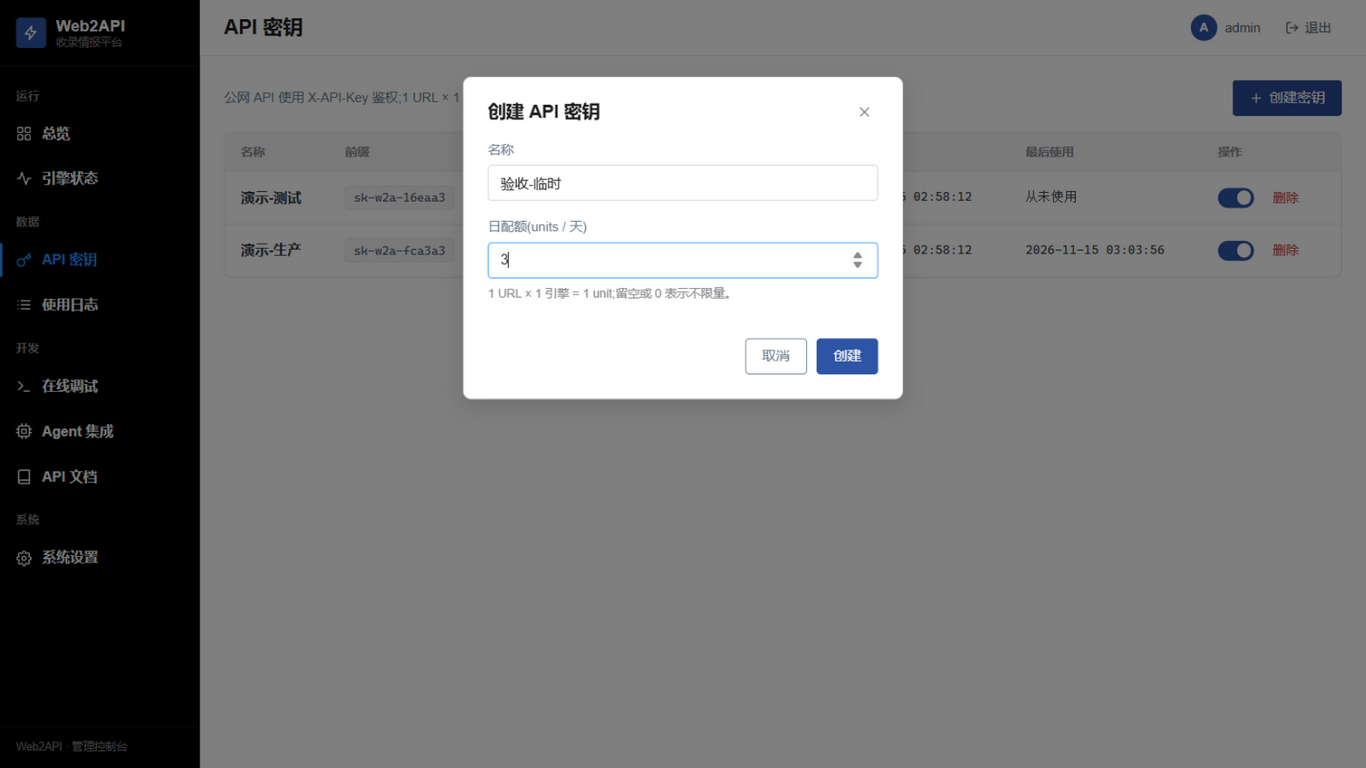 Web2API
收录情报平台
运行
总览
引擎状态
数据
API 密钥
使用日志
开发
在线调试
Agent 集成
API 文档
系统
系统设置
Web2API · 管理控制台
API 密钥
A admin 退出
公网 API 使用 X-API-Key 鉴权;1 URL × 1
+ 创建密钥
名称 前缀 最后使用 操作
演示-测试 sk-w2a-16eaa3 02:58:12 从未使用 删除
演示-生产 sk-w2a-fca3a3 02:58:12 2026-11-15 03:03:56 删除
创建 API 密钥
名称
验收-临时
日配额(units / 天)
3
1 URL × 1 引擎 = 1 unit;留空或 0 表示不限量。
取消 创建